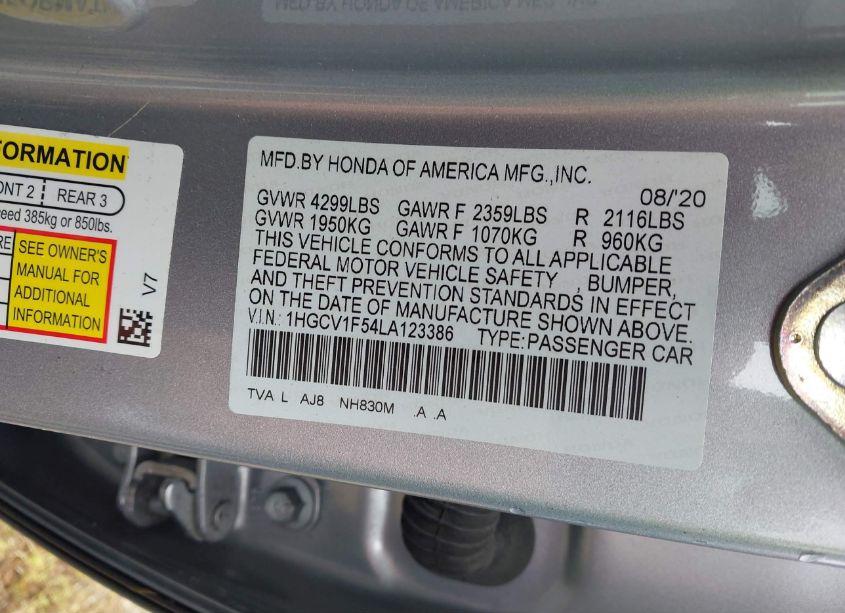 FORMATION
ONT 2 REAR 3
eed 385kg or 850lbs.
RE
SEE OWNER'S
MANUAL FOR
ADDITIONAL
INFORMATION
V7
MFD.BY HONDA OF AMERICA MFG.,INC.
08/'20
GVWR 4299LBS GAWR F 2359LBS R 2116LBS
GVWR 1950KG GAWR F 1070KG R 960KG
THIS VEHICLE CONFORMS TO ALL APPLICABLE
FEDERAL MOTOR VEHICLE SAFETY , BUMPER,
AND THEFT PREVENTION STANDARDS IN EFFECT
ON THE DATE OF MANUFACTURE SHOWN ABOVE.
V.I.N.: 1HGCV1F54LA123386 TYPE:PASSENGER CAR
TVA L AJ8 NH830M .A .A